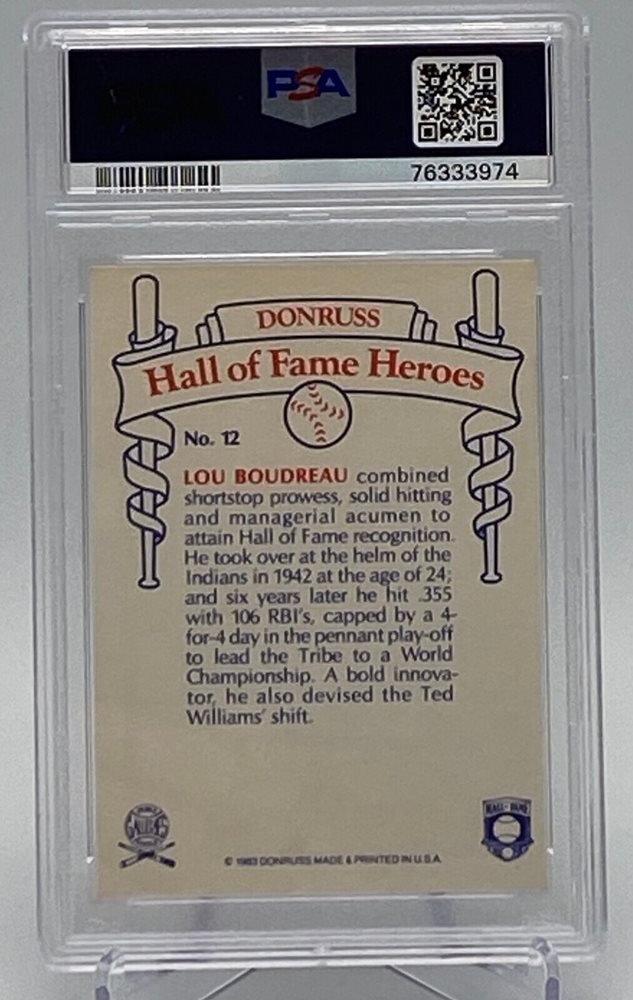 PSA
76333974
DONRUSS
Hall of Fame Heroes
No. 12
LOU BOUDREAU combined
shortstop prowess, solid hitting
and managerial acumen to
attain Hall of Fame recognition.
He took over at the helm of the
Indians in 1942 at the age of 24;
and six years later he hit .355
with 106 RBI's, capped by a 4-
for-4 day in the pennant play-off
to lead the Tribe to a World
Championship. A bold innova-
tor, he also devised the Ted
Williams' shift.
GALLERIES
HALL of FAME
© 1983 DONRUSS MADE & PRINTED IN U.S.A.